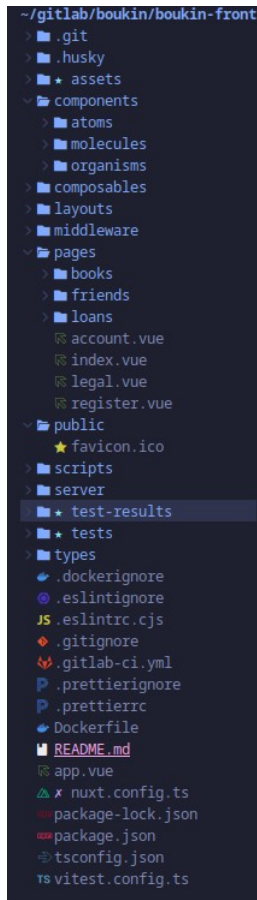 ~/gitlab/boukin/boukin-front
.git
.husky
assets
components
atoms
molecules
organisms
composables
layouts
middleware
pages
books
friends
loans
account.vue
index.vue
legal.vue
register.vue
public
favicon.ico
scripts
server
test-results
tests
types
.dockerignore
.eslintignore
JS .eslintrc.cjs
.gitignore
.gitlab-ci.yml
.prettierignore
.prettierrc
Dockerfile
README.md
app.vue
✗ nuxt.config.ts
package-lock.json
package.json
tsconfig.json
TS vitest.config.ts